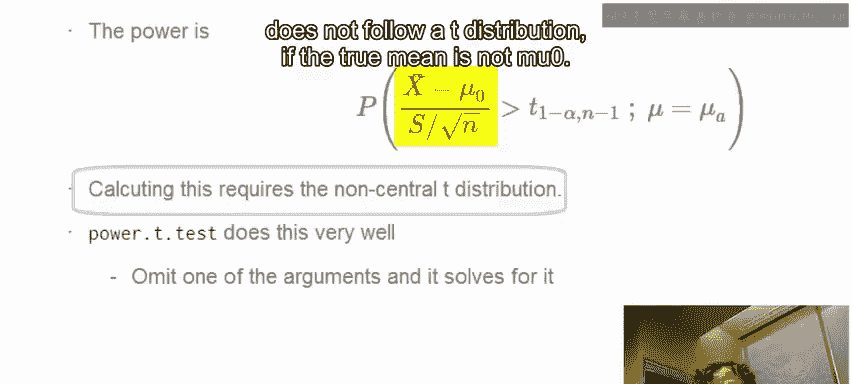 · The power is
does not follow a t distribution,
if the true mean is not mu0.
P( (X̄ − μ₀) / (S/√n) > t₁₋α,ₙ₋₁ ; μ = μₐ )
· Calcuting this requires the non-central t distribution.
· power.t.test does this very well
- Omit one of the arguments and it solves for it